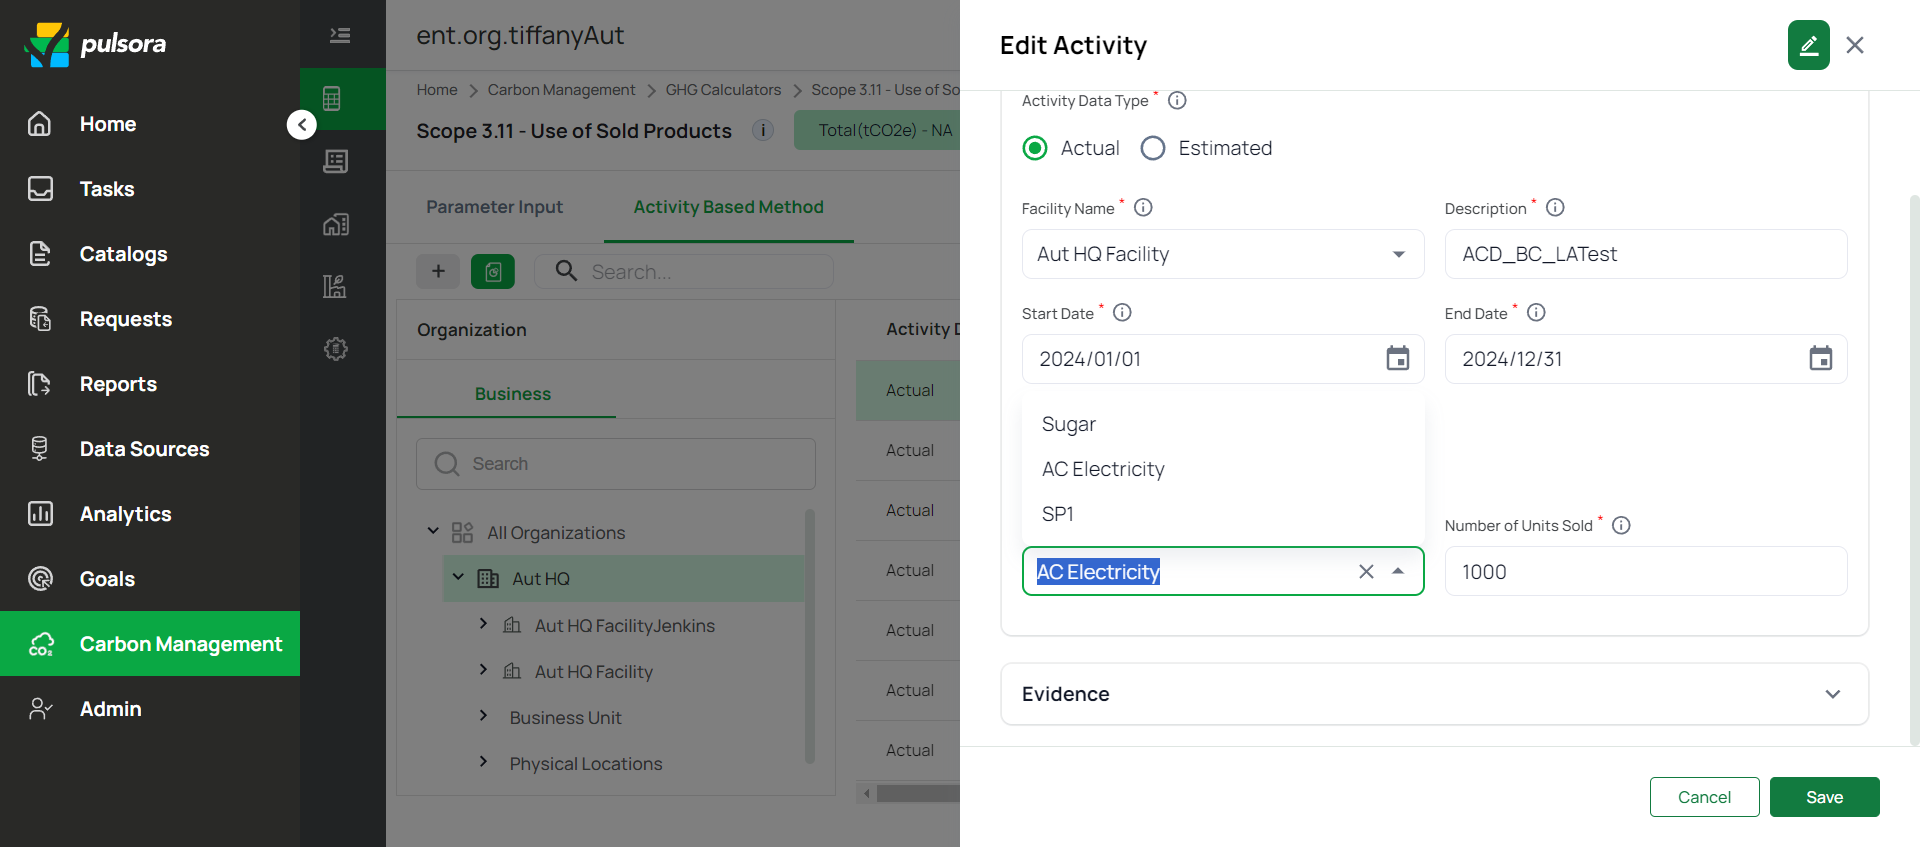 pulsora
Home
Tasks
Catalogs
Requests
Reports
Data Sources
Analytics
Goals
Carbon Management
Admin
ent.org.tiffanyAut
Home > Carbon Management > GHG Calculators > Scope 3.11 - Use of So
Scope 3.11 - Use of Sold Products
Total(tCO2e) - NA
Parameter Input
Activity Based Method
Search...
Organization
Business
Search
All Organizations
Aut HQ
Aut HQ FacilityJenkins
Aut HQ Facility
Business Unit
Physical Locations
Activity D
Actual
Actual
Actual
Actual
Actual
Actual
Actual
Edit Activity
Activity Data Type *
Actual
Estimated
Facility Name *
Aut HQ Facility
Description *
ACD_BC_LATest
Start Date *
2024/01/01
End Date *
2024/12/31
Sugar
AC Electricity
SP1
AC Electricity
Number of Units Sold *
1000
Evidence
Cancel
Save